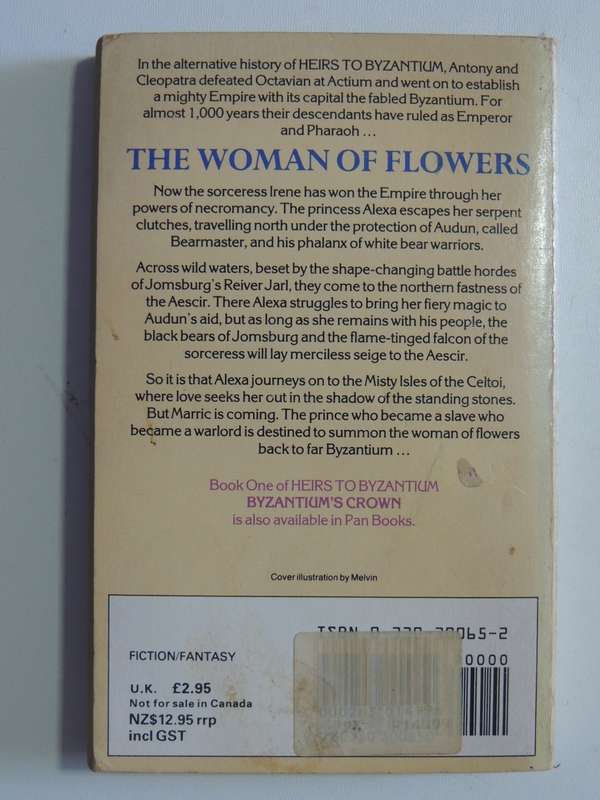 In the alternative history of HEIRS TO BYZANTIUM, Antony and
Cleopatra defeated Octavian at Actium and went on to establish
a mighty Empire with its capital the fabled Byzantium. For
almost 1,000 years their descendants have ruled as Emperor
and Pharaoh ...
THE WOMAN OF FLOWERS
Now the sorceress Irene has won the Empire through her
powers of necromancy. The princess Alexa escapes her serpent
clutches, travelling north under the protection of Audun, called
Bearmaster, and his phalanx of white bear warriors.
Across wild waters, beset by the shape-changing battle hordes
of Jomsburg's Reiver Jarl, they come to the northern fastness of
the Aescir. There Alexa struggles to bring her fiery magic to
Audun's aid, but as long as she remains with his people, the
black bears of Jomsburg and the flame-tinged falcon of the
sorceress will lay merciless seige to the Aescir.
So it is that Alexa journeys on to the Misty Isles of the Celtoi,
where love seeks her out in the shadow of the standing stones.
But Marric is coming. The prince who became a slave who
became a warlord is destined to summon the woman of flowers
back to far Byzantium ...
Book One of HEIRS TO BYZANTIUM
BYZANTIUM'S CROWN
is also available in Pan Books.
Cover illustration by Melvin
ISBN 0
65-2
FICTION/FANTASY
0000
U.K. £2.95
Not for sale in Canada
NZ$12.95 rrp
incl GST